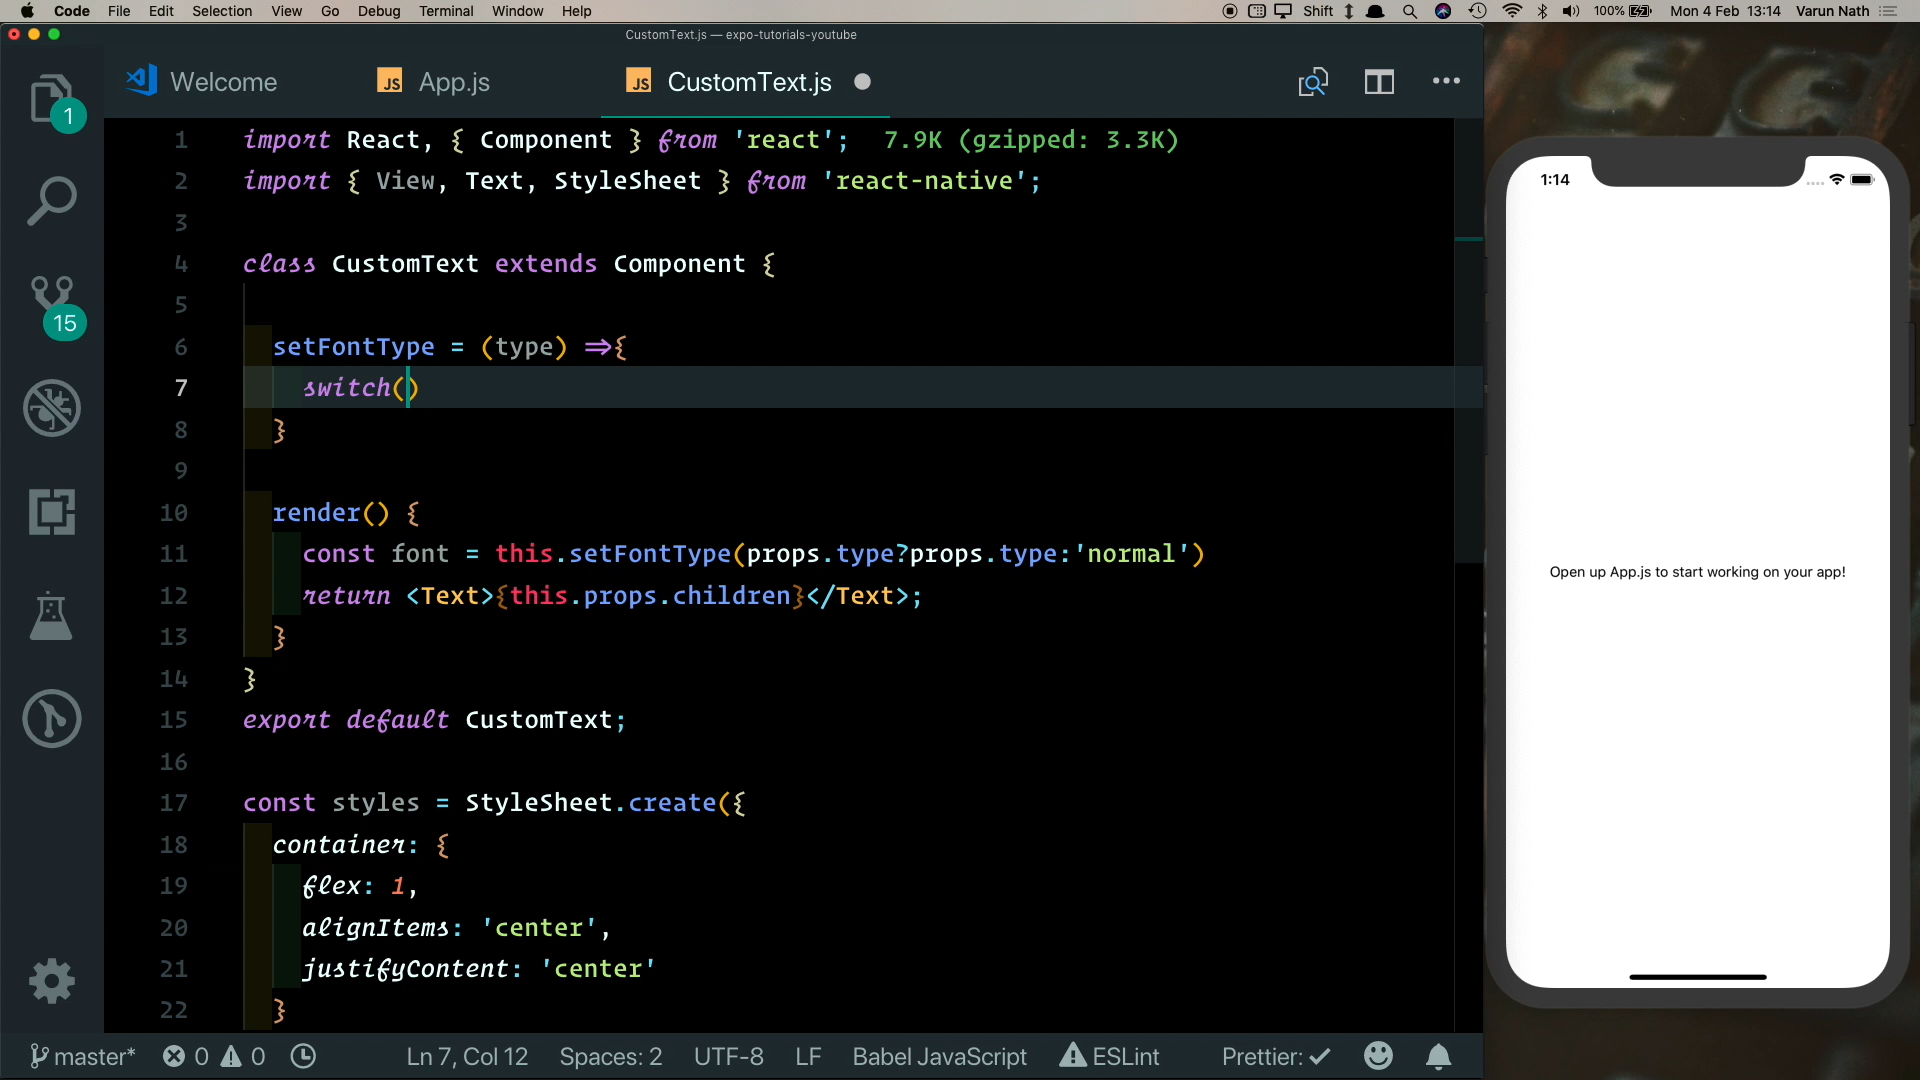 Code File Edit Selection View Go Debug Terminal Window Help Shift 100% Mon 4 Feb 13:14 Varun Nath
CustomText.js — expo-tutorials-youtube
Welcome JS App.js JS CustomText.js
1 import React, { Component } from 'react'; 7.9K (gzipped: 3.3K)
2 import { View, Text, StyleSheet } from 'react-native';
3
4 class CustomText extends Component {
5
6 setFontType = (type) =>{
7 switch()
8 }
9
10 render() {
11 const font = this.setFontType(props.type?props.type:'normal')
12 return <Text>{this.props.children}</Text>;
13 }
14 }
15 export default CustomText;
16
17 const styles = StyleSheet.create({
18 container: {
19 flex: 1,
20 alignItems: 'center',
21 justifyContent: 'center'
22 }
1
15
master* 0 0 Ln 7, Col 12 Spaces: 2 UTF-8 LF Babel JavaScript ESLint Prettier: ✓
1:14
Open up App.js to start working on your app!